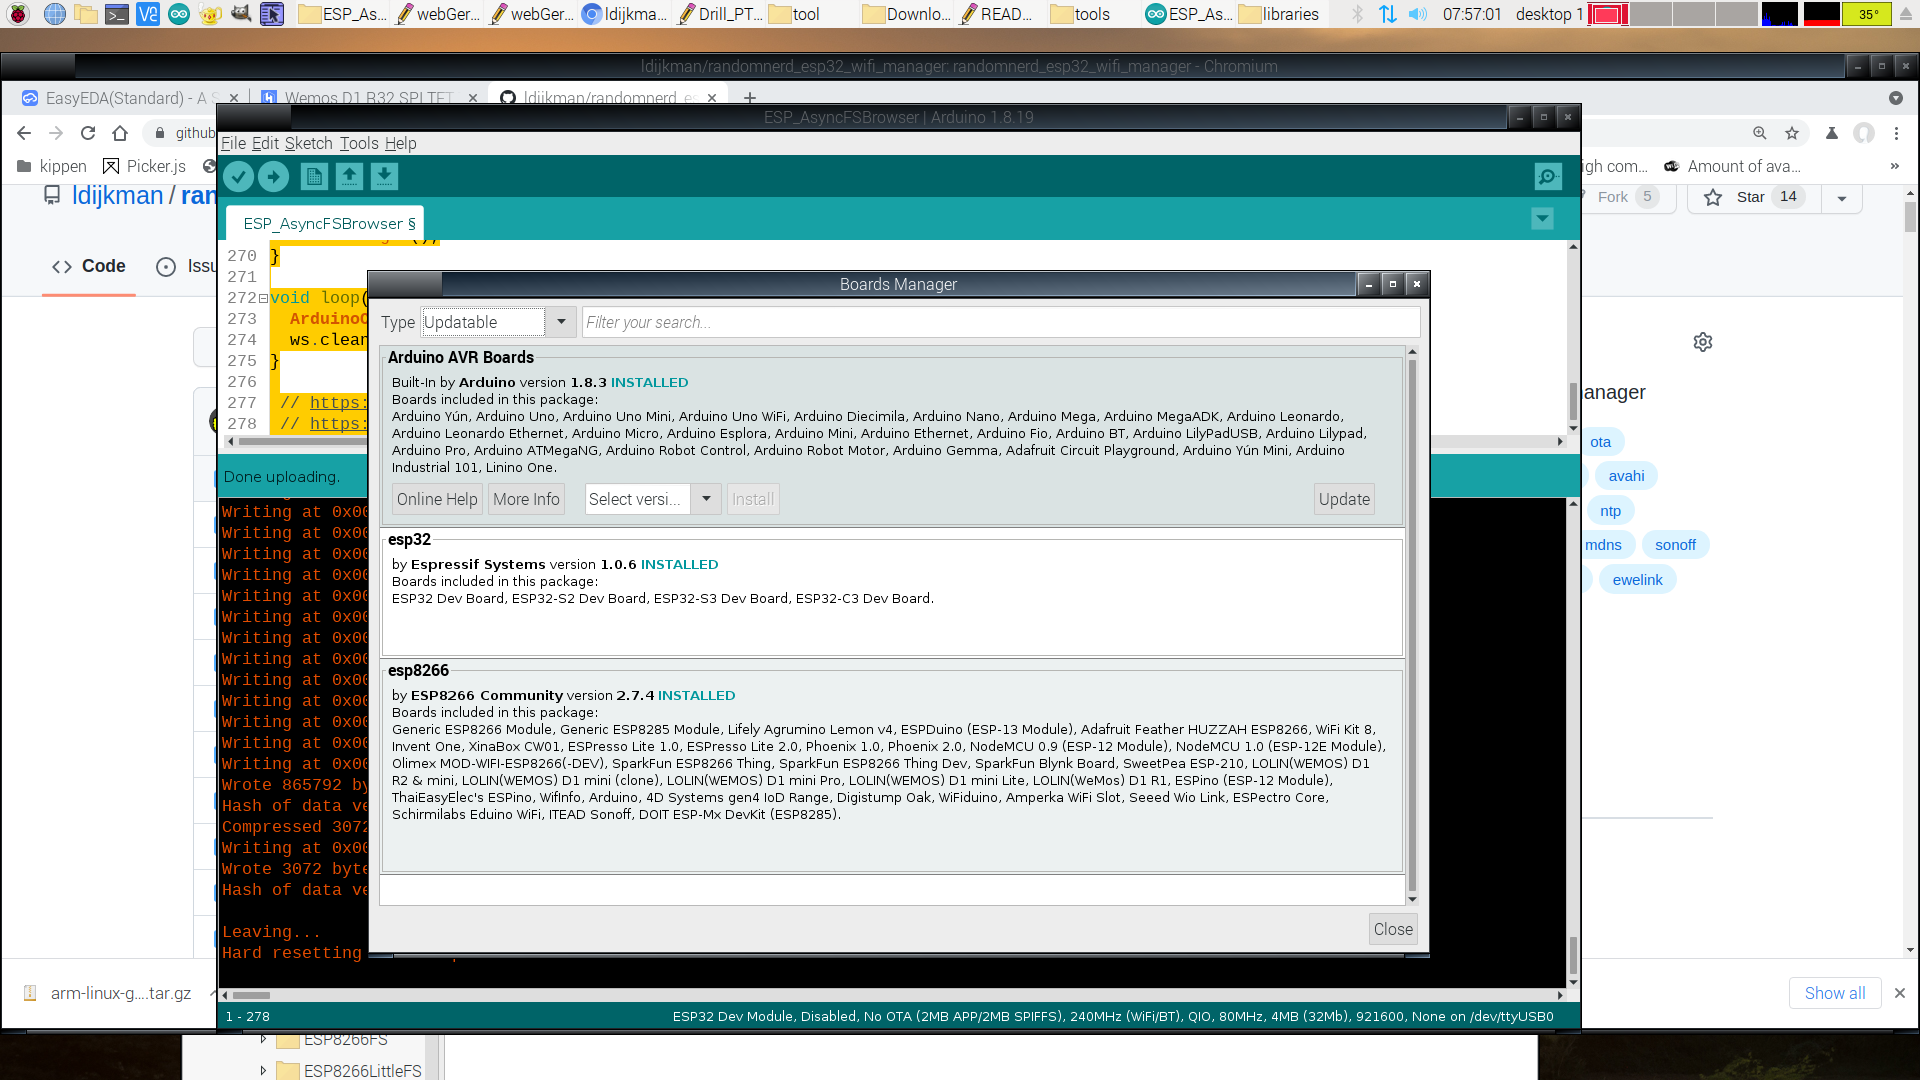 ESP_As...
webGer...
webGer...
ldijkma...
Drill_PT...
tool
Downlo...
READ...
tools
ESP_As...
libraries
07:57:01
desktop 1
35°
ldijkman/randomnerd_esp32_wifi_manager: randomnerd_esp32_wifi_manager - Chromium
EasyEDA(Standard) - A S
Wemos D1 R32 SPI TFT
ldijkman/randomnerd_es
github
kippen
Picker.js
igh com...
Amount of ava...
ldijkman / ran
Fork 5
Star 14
Code
Issu
anager
ota
avahi
ntp
mdns
sonoff
ewelink
ESP_AsyncFSBrowser | Arduino 1.8.19
File Edit Sketch Tools Help
ESP_AsyncFSBrowser §
270 }
271
272 void loop(
273 ArduinoO
274 ws.clean
275 }
276
277 // https:
278 // https:
Done uploading.
Writing at 0x00
Writing at 0x00
Writing at 0x00
Writing at 0x00
Writing at 0x00
Writing at 0x00
Writing at 0x00
Writing at 0x00
Writing at 0x00
Writing at 0x00
Writing at 0x00
Writing at 0x00
Writing at 0x00
Wrote 865792 by
Hash of data ve
Compressed 3072
Writing at 0x00
Wrote 3072 byte
Hash of data ve
Leaving...
Hard resetting
1 - 278
ESP32 Dev Module, Disabled, No OTA (2MB APP/2MB SPIFFS), 240MHz (WiFi/BT), QIO, 80MHz, 4MB (32Mb), 921600, None on /dev/ttyUSB0
Boards Manager
Type Updatable
Filter your search...
Arduino AVR Boards
Built-In by Arduino version 1.8.3 INSTALLED
Boards included in this package:
Arduino Yún, Arduino Uno, Arduino Uno Mini, Arduino Uno WiFi, Arduino Diecimila, Arduino Nano, Arduino Mega, Arduino MegaADK, Arduino Leonardo,
Arduino Leonardo Ethernet, Arduino Micro, Arduino Esplora, Arduino Mini, Arduino Ethernet, Arduino Fio, Arduino BT, Arduino LilyPadUSB, Arduino Lilypad,
Arduino Pro, Arduino ATMegaNG, Arduino Robot Control, Arduino Robot Motor, Arduino Gemma, Adafruit Circuit Playground, Arduino Yún Mini, Arduino
Industrial 101, Linino One.
Online Help
More Info
Select versi...
Install
Update
esp32
by Espressif Systems version 1.0.6 INSTALLED
Boards included in this package:
ESP32 Dev Board, ESP32-S2 Dev Board, ESP32-S3 Dev Board, ESP32-C3 Dev Board.
esp8266
by ESP8266 Community version 2.7.4 INSTALLED
Boards included in this package:
Generic ESP8266 Module, Generic ESP8285 Module, Lifely Agrumino Lemon v4, ESPDuino (ESP-13 Module), Adafruit Feather HUZZAH ESP8266, WiFi Kit 8,
Invent One, XinaBox CW01, ESPresso Lite 1.0, ESPresso Lite 2.0, Phoenix 1.0, Phoenix 2.0, NodeMCU 0.9 (ESP-12 Module), NodeMCU 1.0 (ESP-12E Module),
Olimex MOD-WIFI-ESP8266(-DEV), SparkFun ESP8266 Thing, SparkFun ESP8266 Thing Dev, SparkFun Blynk Board, SweetPea ESP-210, LOLIN(WEMOS) D1
R2 & mini, LOLIN(WEMOS) D1 mini (clone), LOLIN(WEMOS) D1 mini Pro, LOLIN(WEMOS) D1 mini Lite, LOLIN(WeMos) D1 R1, ESPino (ESP-12 Module),
ThaiEasyElec's ESPino, WifInfo, Arduino, 4D Systems gen4 IoD Range, Digistump Oak, WiFiduino, Amperka WiFi Slot, Seeed Wio Link, ESPectro Core,
Schirmilabs Eduino WiFi, ITEAD Sonoff, DOIT ESP-Mx DevKit (ESP8285).
Close
arm-linux-g....tar.gz
Show all
ESP8266FS
ESP8266LittleFS